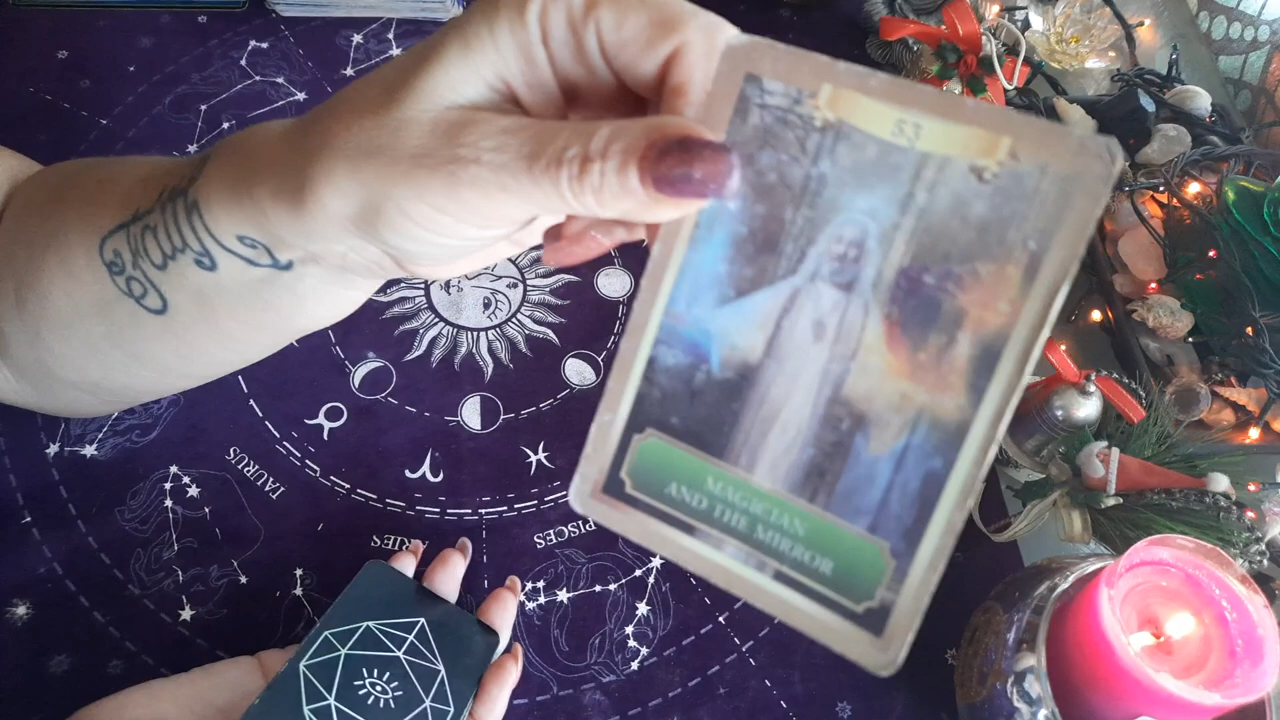 53
MAGICIAN
AND THE MIRROR
TAURUS
ARIES
PISCES